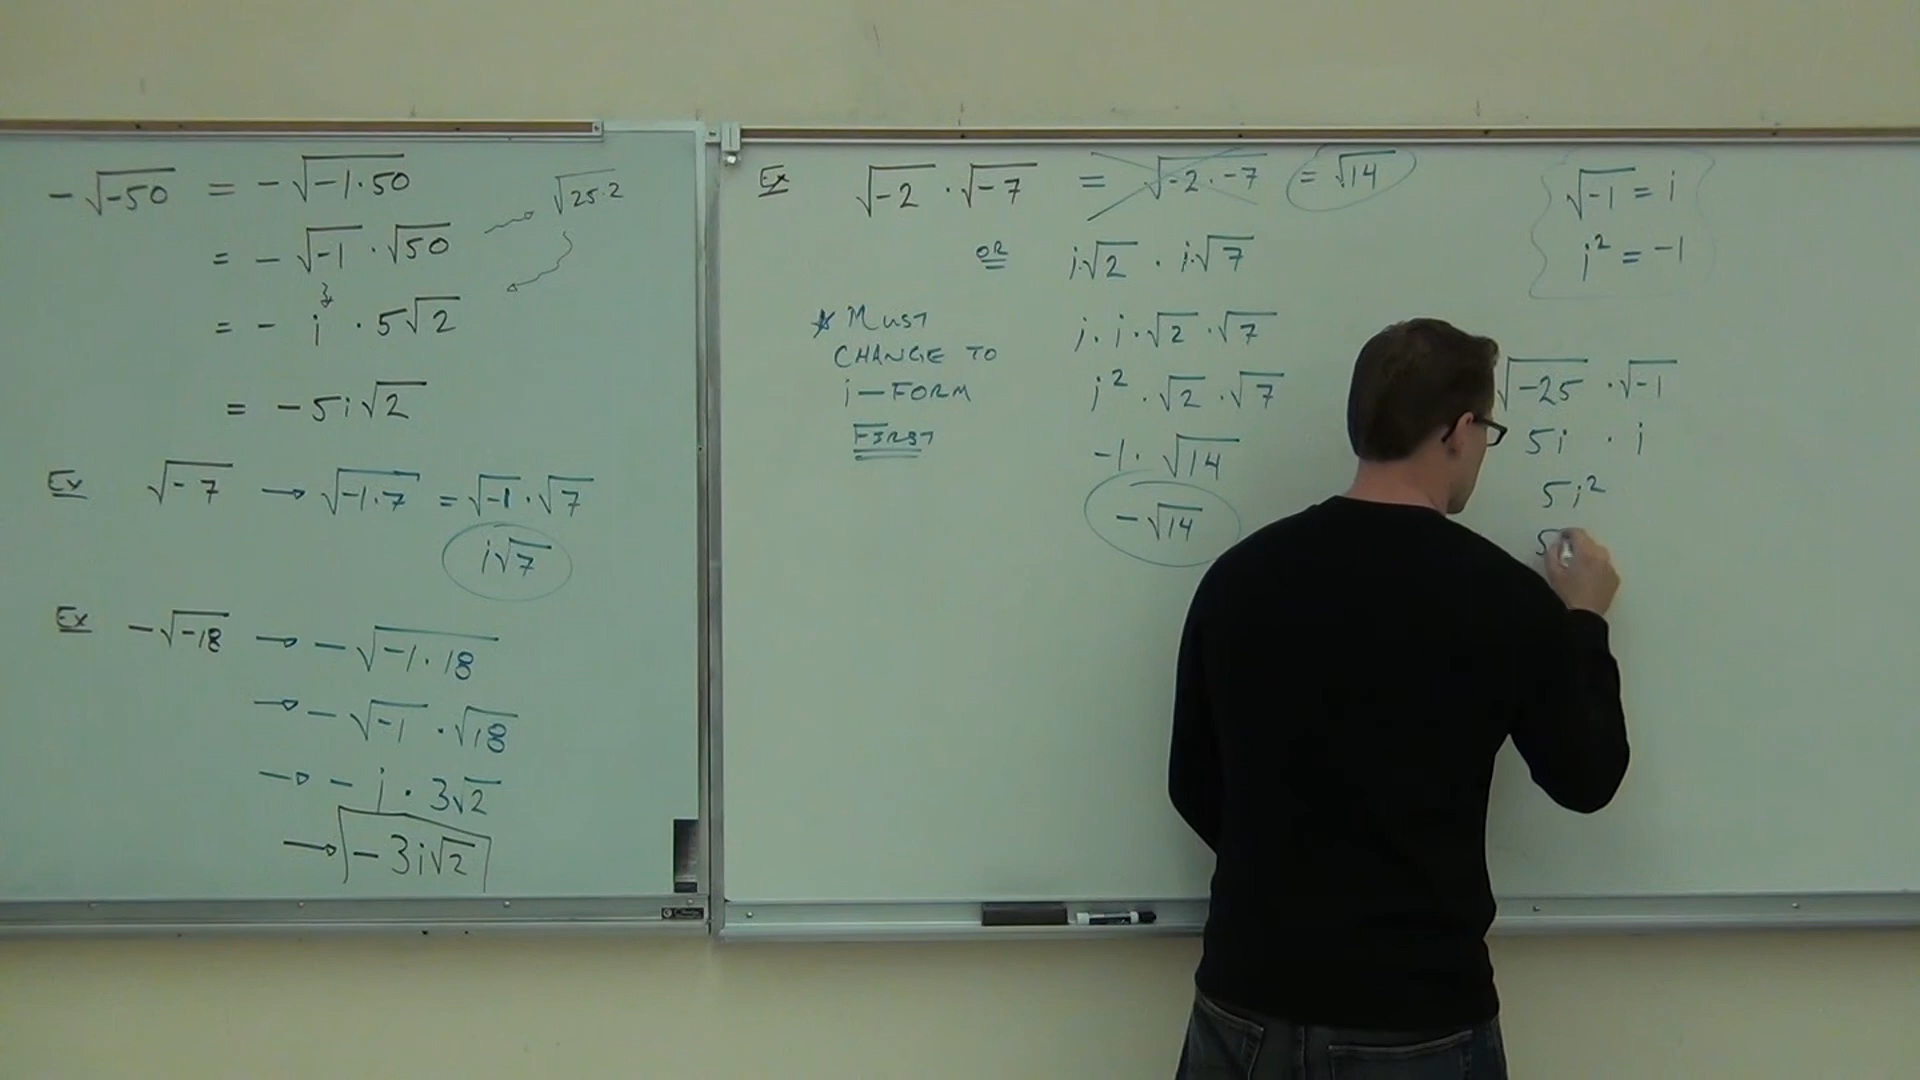 -√-50 = -√-1·50
= -√-1 · √50
√25·2
= - i · 5√2
= -5i√2
Ex √-7 → √-1·7 = √-1 · √7
i√7
Ex -√-18 → -√-1·18
→ -√-1 · √18
→ - i · 3√2
→ -3i√2
Ex √-2 · √-7 = √-2·-7 = √14
OR i·√2 · i·√7
* MUST
CHANGE TO
i-FORM
FIRST
i·i·√2·√7
i² · √2 · √7
-1 · √14
-√14
√-1 = i
i² = -1
√-25 · √-1
5i · i
5i²
5